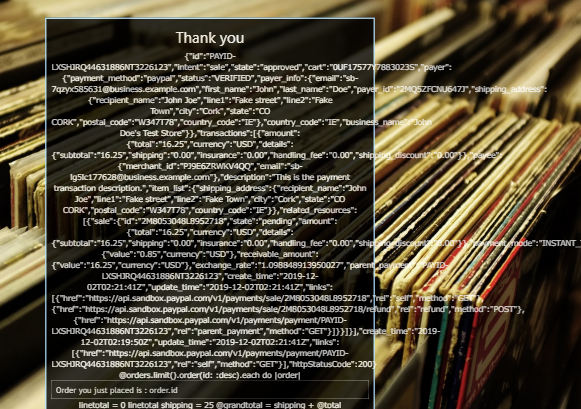 Thank you
{"id":"PAYID-
LXSHJRQ44631886NT3226123","intent":"sale","state":"approved","cart":"0UF17577Y7883023S","payer":
{"payment_method":"paypal","status":"VERIFIED","payer_info":{"email":"sb-
7qzyx585631@business.example.com","first_name":"John","last_name":"Doe","payer_id":"2MQSZFCNU647J","shipping_address":
{"recipient_name":"John Joe","line1":"Fake street","line2":"Fake
Town","city":"Cork","state":"CO
CORK","postal_code":"W347T78","country_code":"IE"},"country_code":"IE","business_name":"John
Doe's Test Store"}},"transactions":[{"amount":
{"total":"16.25","currency":"USD","details":
{"subtotal":"16.25","shipping":"0.00","insurance":"0.00","handling_fee":"0.00","shipping_discount":"0.00"}},"payee":
{"merchant_id":"PJ9E6ZRWKV4QQ","email":"sb-
lg5lc177628@business.example.com"},"description":"This is the payment
transaction description.","item_list":{"shipping_address":{"recipient_name":"John
Joe","line1":"Fake street","line2":"Fake Town","city":"Cork","state":"CO
CORK","postal_code":"W347T78","country_code":"IE"}},"related_resources":
[{"sale":{"id":"2M8053048L8952718","state":"pending","amount":
{"total":"16.25","currency":"USD","details":
{"subtotal":"16.25","shipping":"0.00","insurance":"0.00","handling_fee":"0.00","shipping_discount":"0.00"}},"payment_mode":"INSTANT_
{"value":"0.85","currency":"USD"},"receivable_amount":
{"value":"16.25","currency":"USD"},"exchange_rate":"1.098848913950027","parent_payment":"PAYID-
LXSHJRQ44631886NT3226123","create_time":"2019-12-
02T02:21:41Z","update_time":"2019-12-02T02:21:41Z","links":
[{"href":"https://api.sandbox.paypal.com/v1/payments/sale/2M8053048L8952718","rel":"self","method":"GET"},
{"href":"https://api.sandbox.paypal.com/v1/payments/sale/2M8053048L8952718/refund","rel":"refund","method":"POST"},
{"href":"https://api.sandbox.paypal.com/v1/payments/payment/PAYID-
LXSHJRQ44631886NT3226123","rel":"parent_payment","method":"GET"}]}}]}],"create_time":"2019-
12-02T02:19:50Z","update_time":"2019-12-02T02:21:41Z","links":
[{"href":"https://api.sandbox.paypal.com/v1/payments/payment/PAYID-
LXSHJRQ44631886NT3226123","rel":"self","method":"GET"}],"httpStatusCode":200}
@orders.limit().order(id: :desc).each do |order|
Order you just placed is : order.id
linetotal = 0 linetotal shipping = 25 @grandtotal = shipping + @total